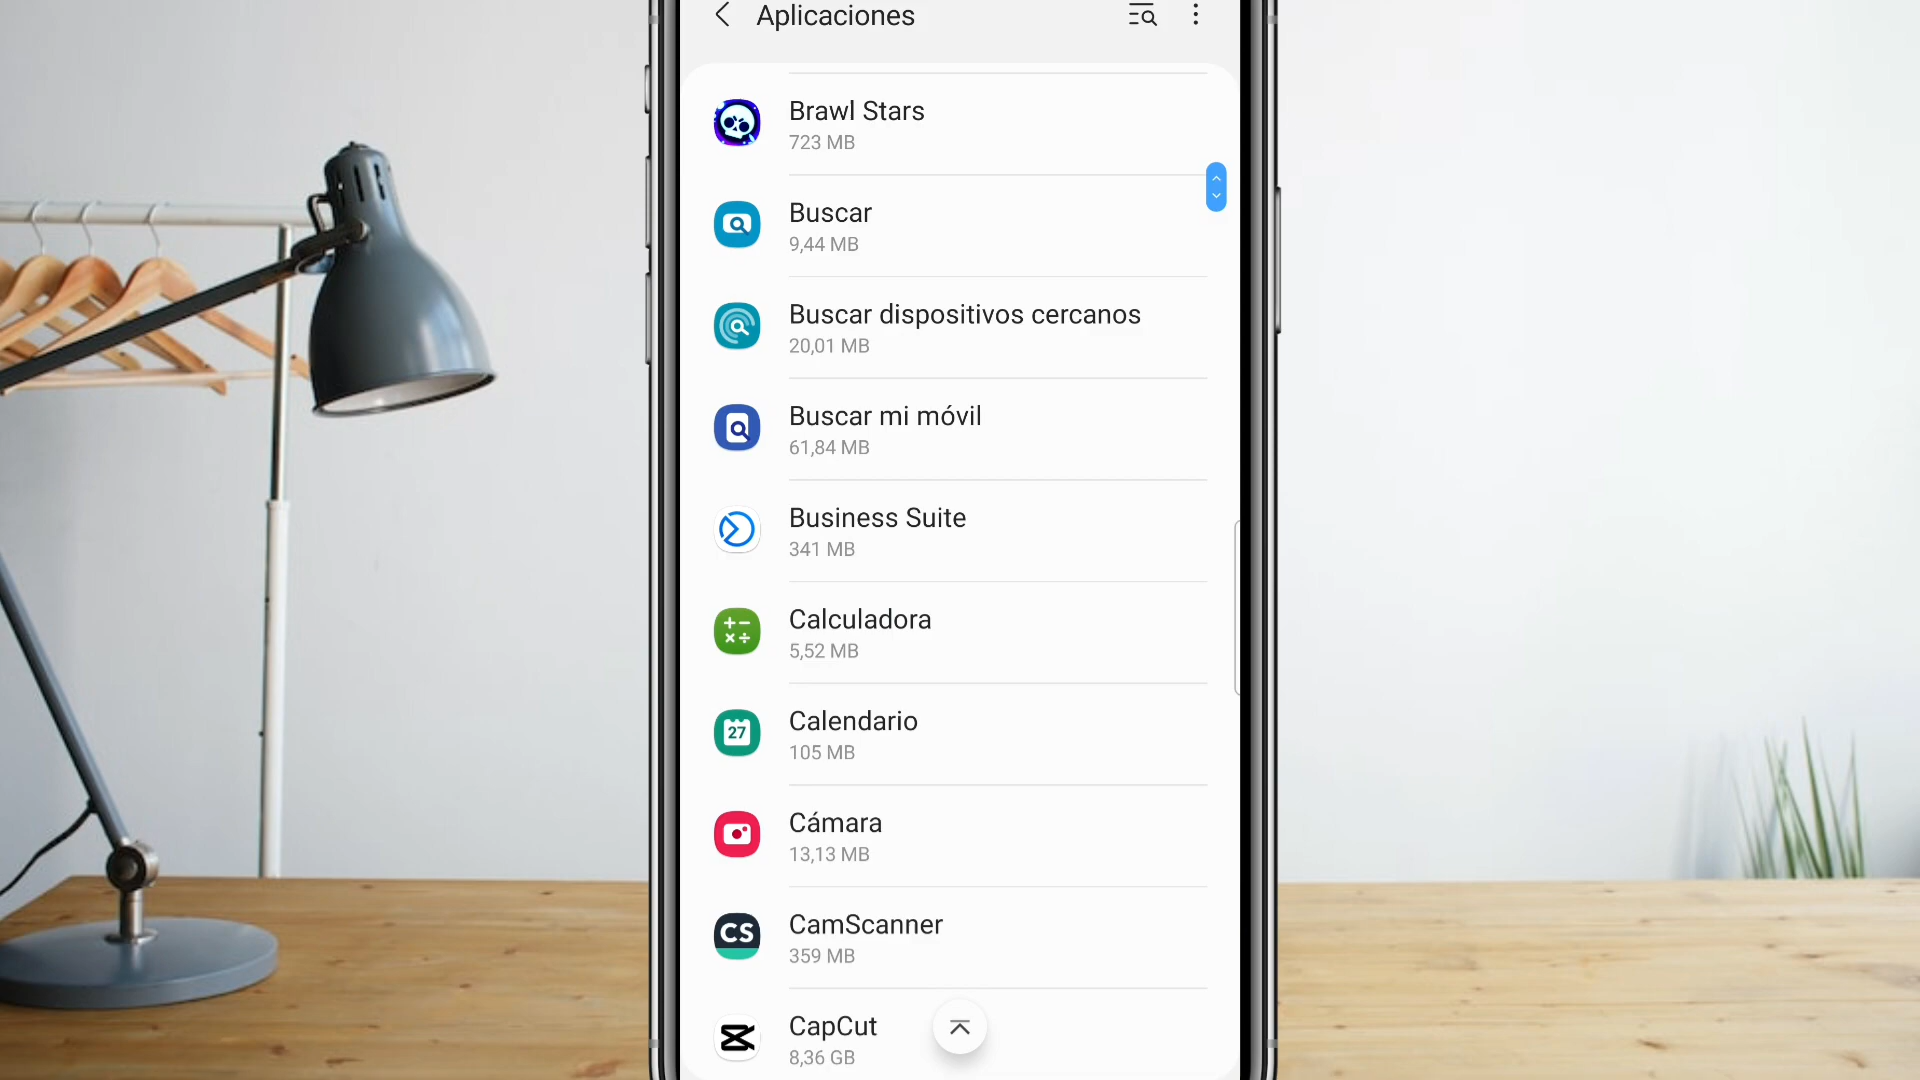 Aplicaciones
Brawl Stars
723 MB
Buscar
9,44 MB
Buscar dispositivos cercanos
20,01 MB
Buscar mi móvil
61,84 MB
Business Suite
341 MB
Calculadora
5,52 MB
27
Calendario
105 MB
Cámara
13,13 MB
CS
CamScanner
359 MB
CapCut
8,36 GB